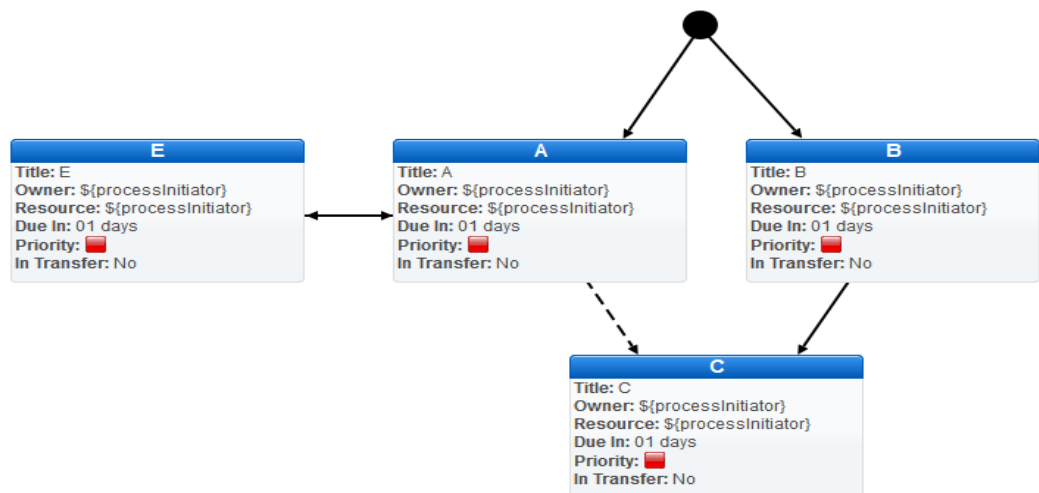 E
Title: E
Owner: ${processInitiator}
Resource: ${processInitiator}
Due In: 01 days
Priority:
In Transfer: No
A
Title: A
Owner: ${processInitiator}
Resource: ${processInitiator}
Due In: 01 days
Priority:
In Transfer: No
B
Title: B
Owner: ${processInitiator}
Resource: ${processInitiator}
Due In: 01 days
Priority:
In Transfer: No
C
Title: C
Owner: ${processInitiator}
Resource: ${processInitiator}
Due In: 01 days
Priority:
In Transfer: No